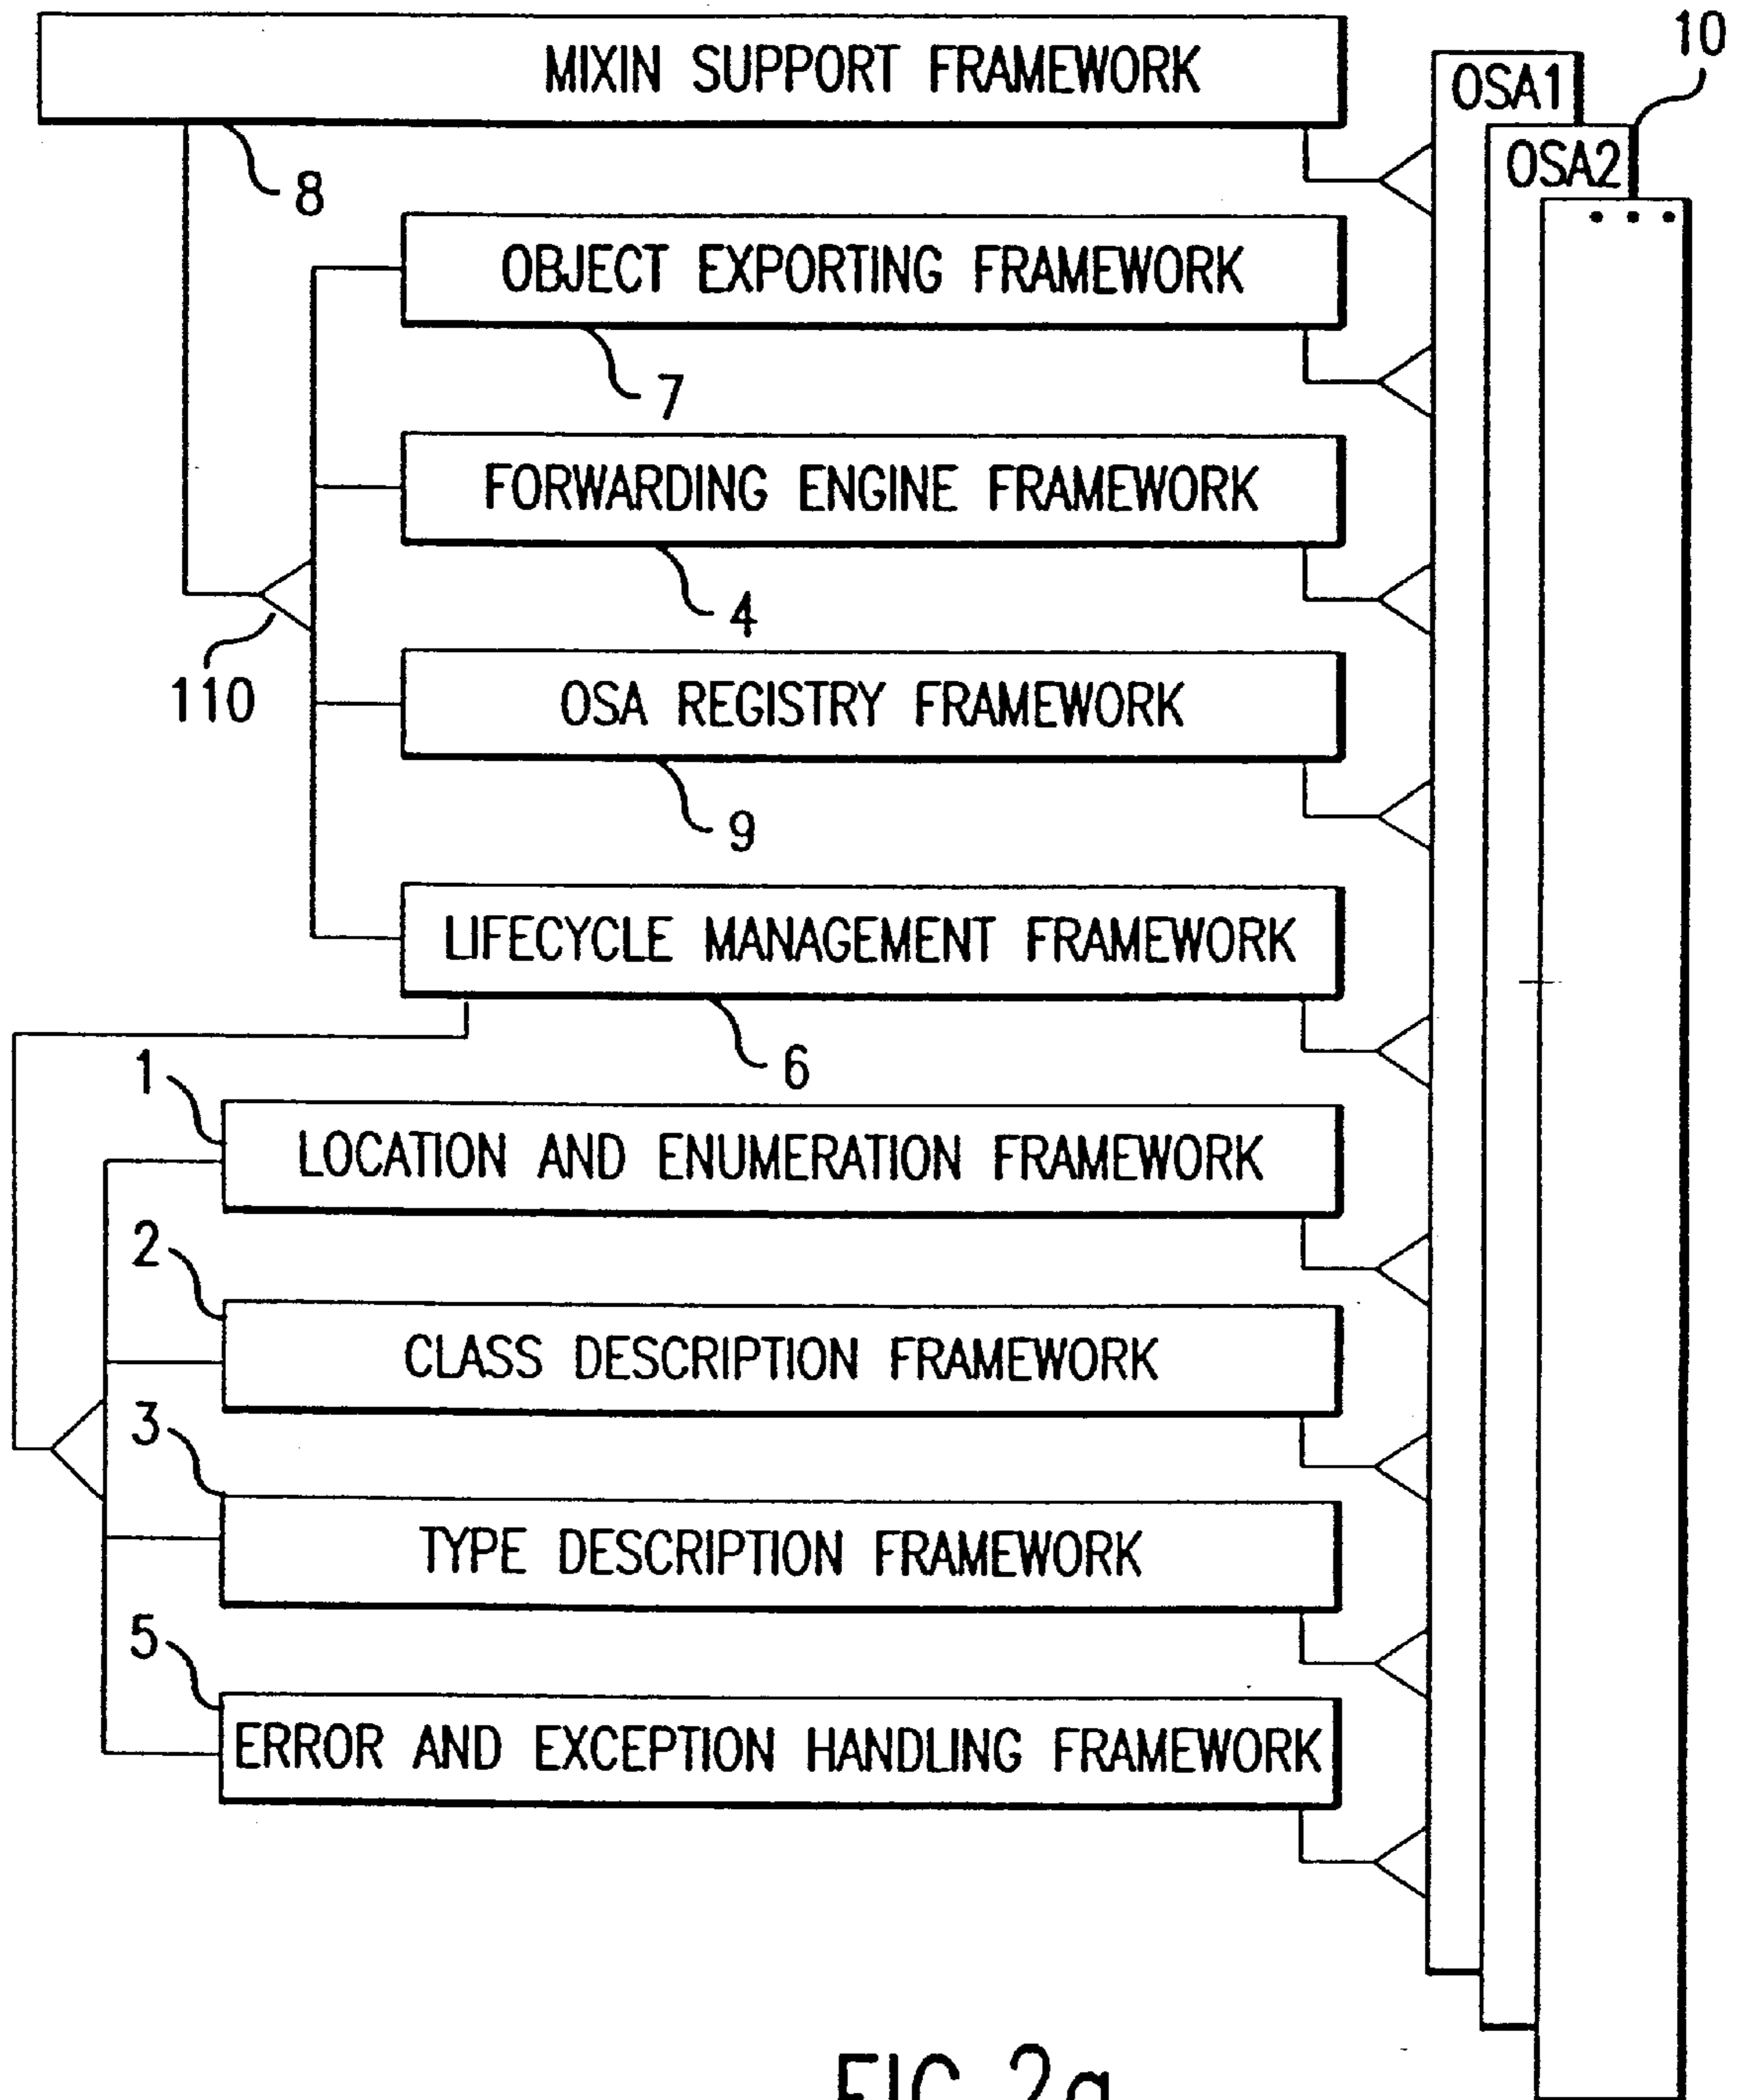 10
MIXIN SUPPORT FRAMEWORK
OSA1
OSA2
8
OBJECT EXPORTING FRAMEWORK
7
FORWARDING ENGINE FRAMEWORK
4
110
OSA REGISTRY FRAMEWORK
9
LIFECYCLE MANAGEMENT FRAMEWORK
6
1
LOCATION AND ENUMERATION FRAMEWORK
2
CLASS DESCRIPTION FRAMEWORK
3
TYPE DESCRIPTION FRAMEWORK
5
ERROR AND EXCEPTION HANDLING FRAMEWORK
FIG. 2a